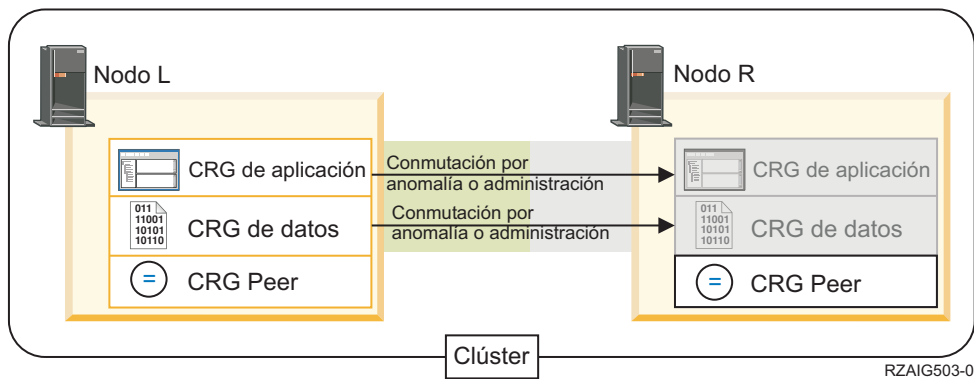 Nodo L
Nodo R
CRG de aplicación
Conmutación por
anomalía o administración
CRG de aplicación
011
11001
10101
10110
CRG de datos
Conmutación por
anomalía o administración
011
11001
10101
10110
CRG de datos
= CRG Peer
= CRG Peer
Clúster
RZAIG503-0